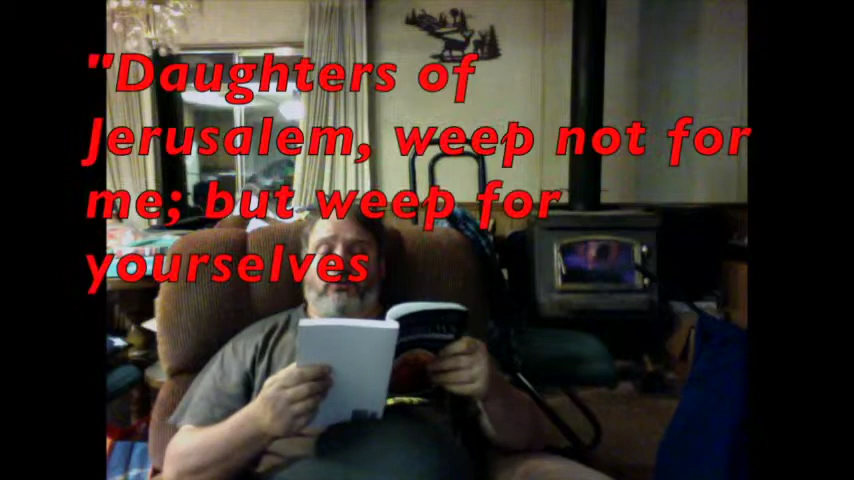 "Daughters of
Jerusalem, weep not for
me; but weep for
yourselves